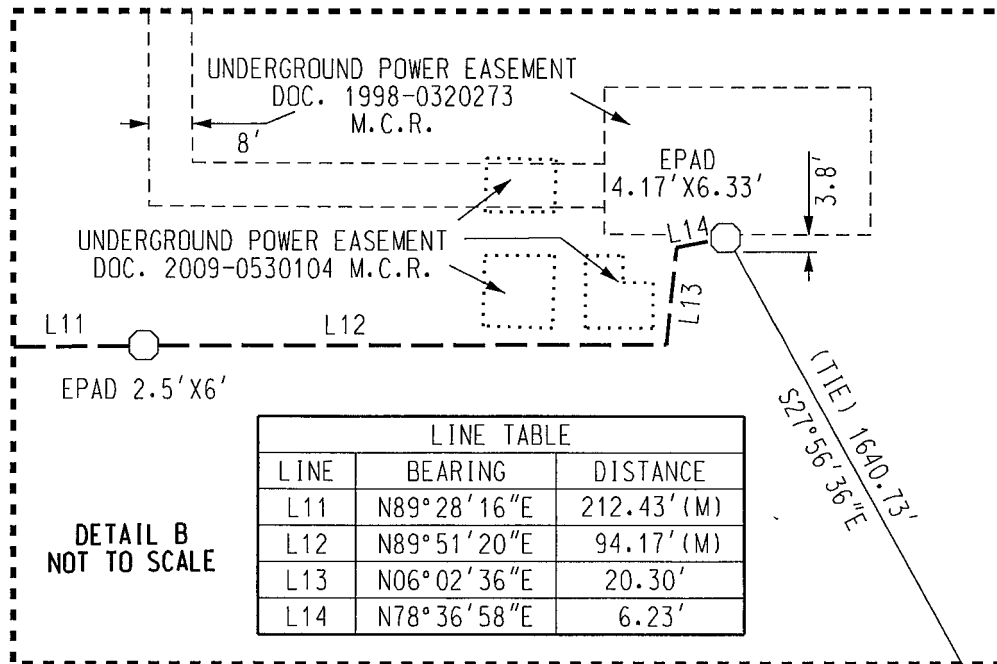 UNDERGROUND POWER EASEMENT
DOC. 1998-0320273
M.C.R.
8'
EPAD
4.17'X6.33'
3.8'
L14
UNDERGROUND POWER EASEMENT
DOC. 2009-0530104 M.C.R.
L13
L11
L12
EPAD 2.5'X6'
(TIE) 1640.73'
S27°56'36"E
LINE TABLE
LINE BEARING DISTANCE
L11 N89°28'16"E 212.43'(M)
L12 N89°51'20"E 94.17'(M)
L13 N06°02'36"E 20.30'
L14 N78°36'58"E 6.23'
DETAIL B
NOT TO SCALE